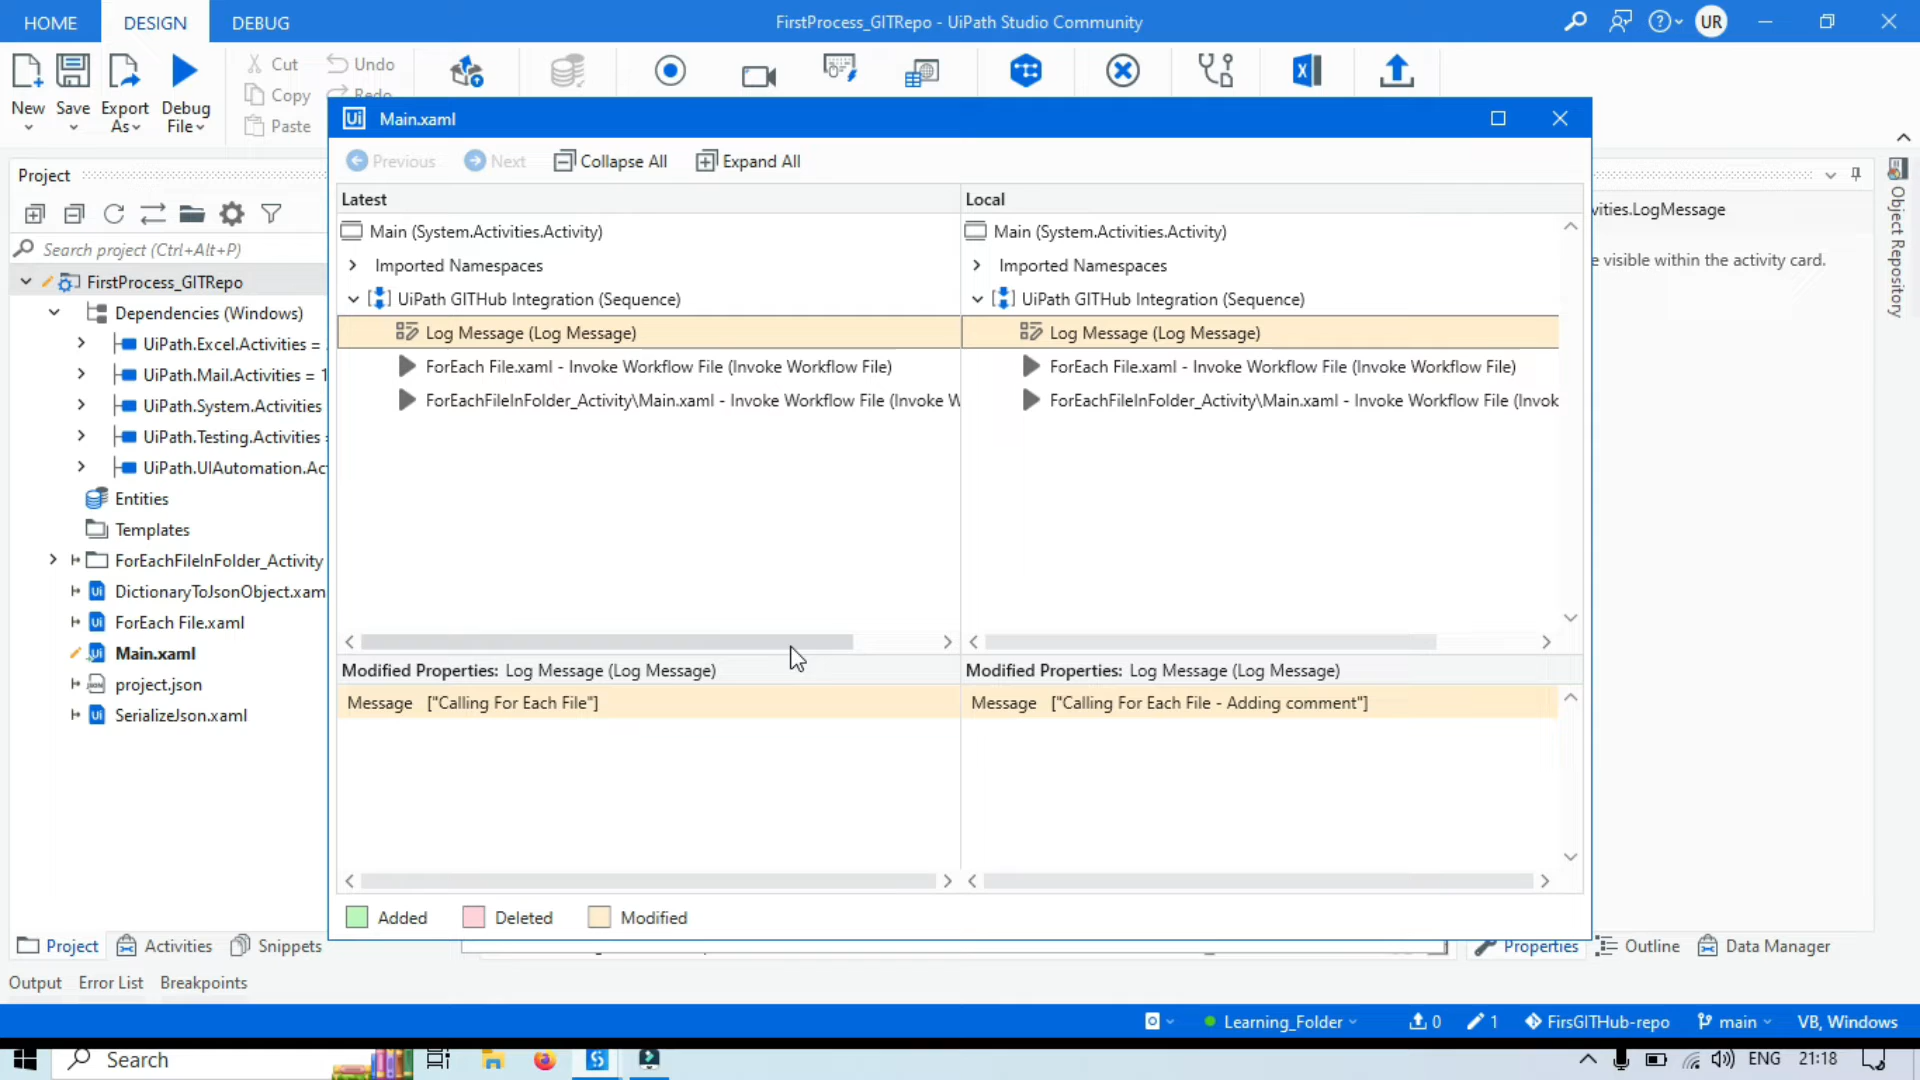 HOME DESIGN DEBUG FirstProcess_GITRepo - UiPath Studio Community UR
New Save Export As Debug File Cut Copy Paste Undo Redo
Ui Main.xaml
Previous Next Collapse All Expand All
Project
Search project (Ctrl+Alt+P)
FirstProcess_GITRepo
Dependencies (Windows)
UiPath.Excel.Activities =
UiPath.Mail.Activities = 1
UiPath.System.Activities
UiPath.Testing.Activities =
UiPath.UIAutomation.Ac
Entities
Templates
ForEachFileInFolder_Activity
DictionaryToJsonObject.xam
ForEach File.xaml
Main.xaml
project.json
SerializeJson.xaml
Latest
Main (System.Activities.Activity)
Imported Namespaces
UiPath GITHub Integration (Sequence)
Log Message (Log Message)
ForEach File.xaml - Invoke Workflow File (Invoke Workflow File)
ForEachFileInFolder_Activity\Main.xaml - Invoke Workflow File (Invoke W
Modified Properties: Log Message (Log Message)
Message ["Calling For Each File"]
Local
Main (System.Activities.Activity)
Imported Namespaces
UiPath GITHub Integration (Sequence)
Log Message (Log Message)
ForEach File.xaml - Invoke Workflow File (Invoke Workflow File)
ForEachFileInFolder_Activity\Main.xaml - Invoke Workflow File (Invok
Modified Properties: Log Message (Log Message)
Message ["Calling For Each File - Adding comment"]
Added Deleted Modified
vities.LogMessage
e visible within the activity card.
Object Repository
Project Activities Snippets Properties Outline Data Manager
Output Error List Breakpoints
Learning_Folder 0 1 FirsGITHub-repo main VB, Windows
Search ENG 21:18